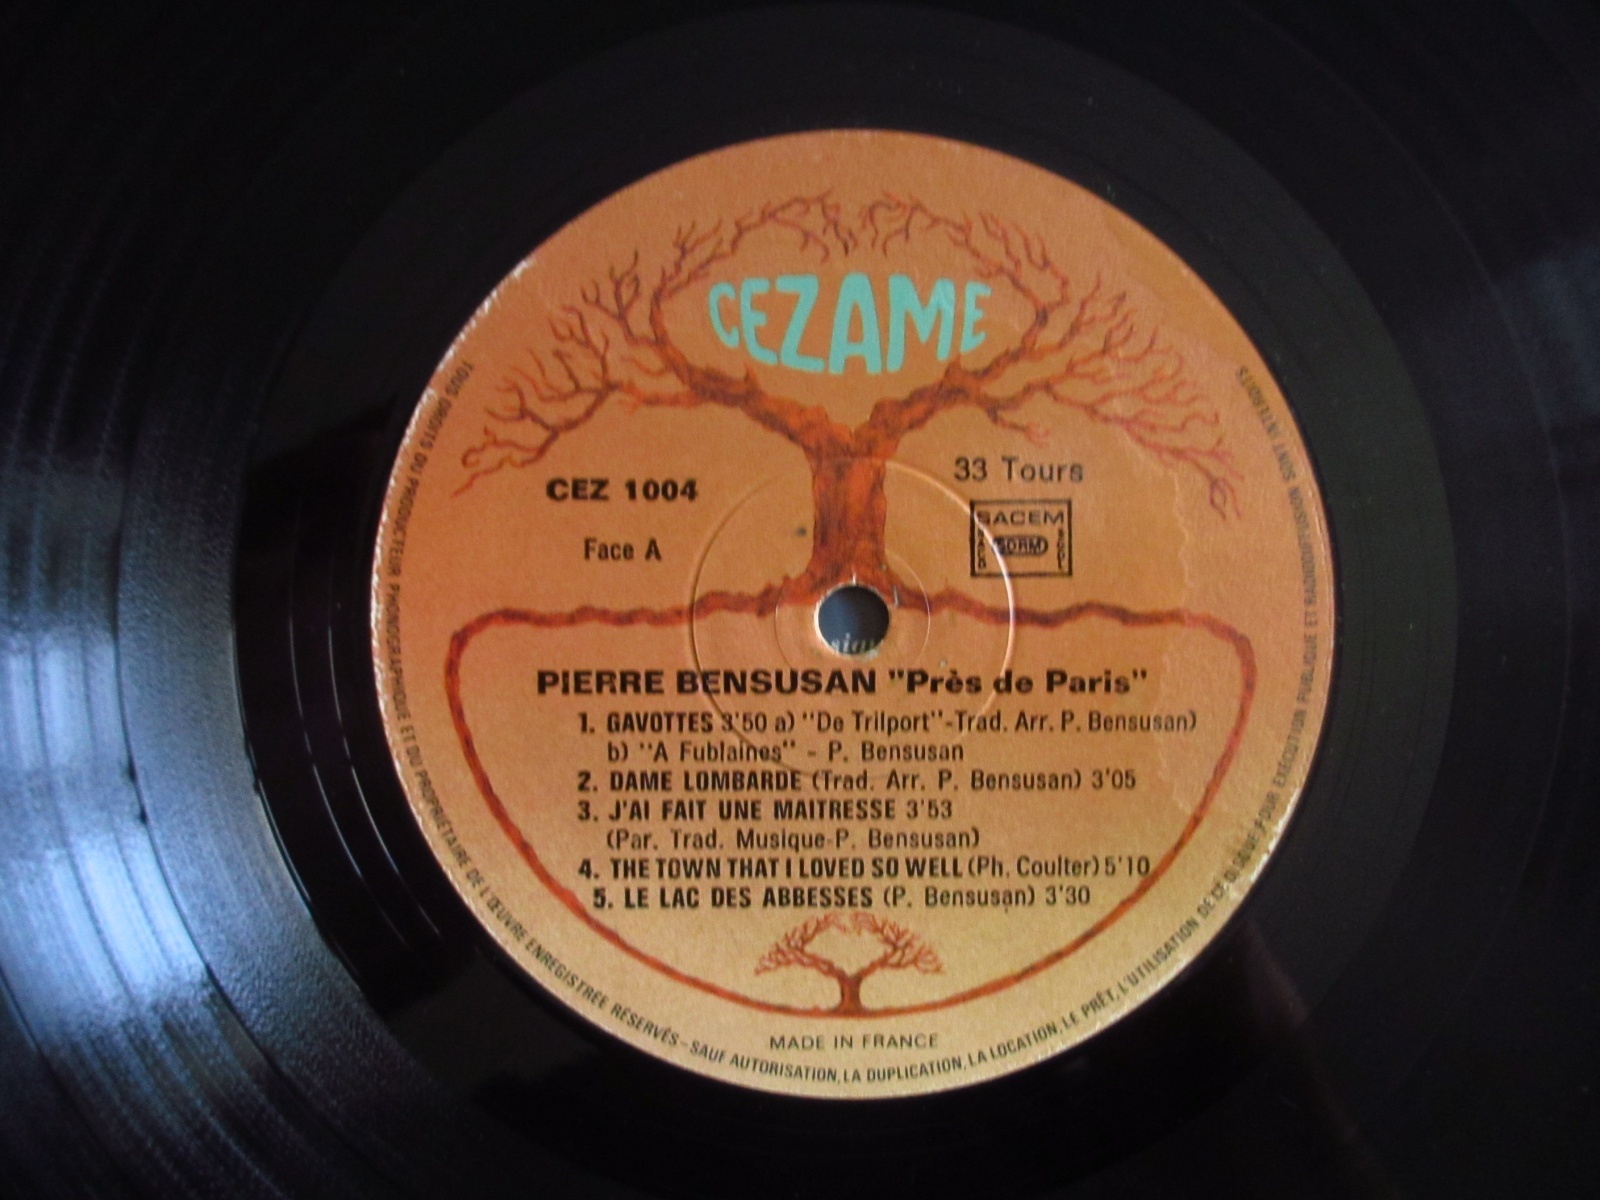 CEZAME
CEZ 1004
Face A
33 Tours
SACEM
SDRM
PIERRE BENSUSAN "Près de Paris"
1. GAVOTTES 3'50 a) "De Trilport"-Trad. Arr. P. Bensusan)
b) "A Fublaines" - P. Bensusan
2. DAME LOMBARDE (Trad. Arr. P. Bensusan) 3'05
3. J'AI FAIT UNE MAITRESSE 3'53
(Par. Trad. Musique-P. Bensusan)
4. THE TOWN THAT I LOVED SO WELL (Ph. Coulter) 5'10
5. LE LAC DES ABBESSES (P. Bensusan) 3'30
MADE IN FRANCE
TOUS DROITS DU PRODUCTEUR PHONOGRAPHIQUE ET DU PROPRIÉTAIRE DE L'ŒUVRE ENREGISTRÉE RÉSERVÉS-SAUF AUTORISATION, LA DUPLICATION, LA LOCATION, LE PRÊT, L'UTILISATION DE CE DISQUE POUR EXÉCUTION PUBLIQUE ET RADIODIFFUSION SONT INTERDITS